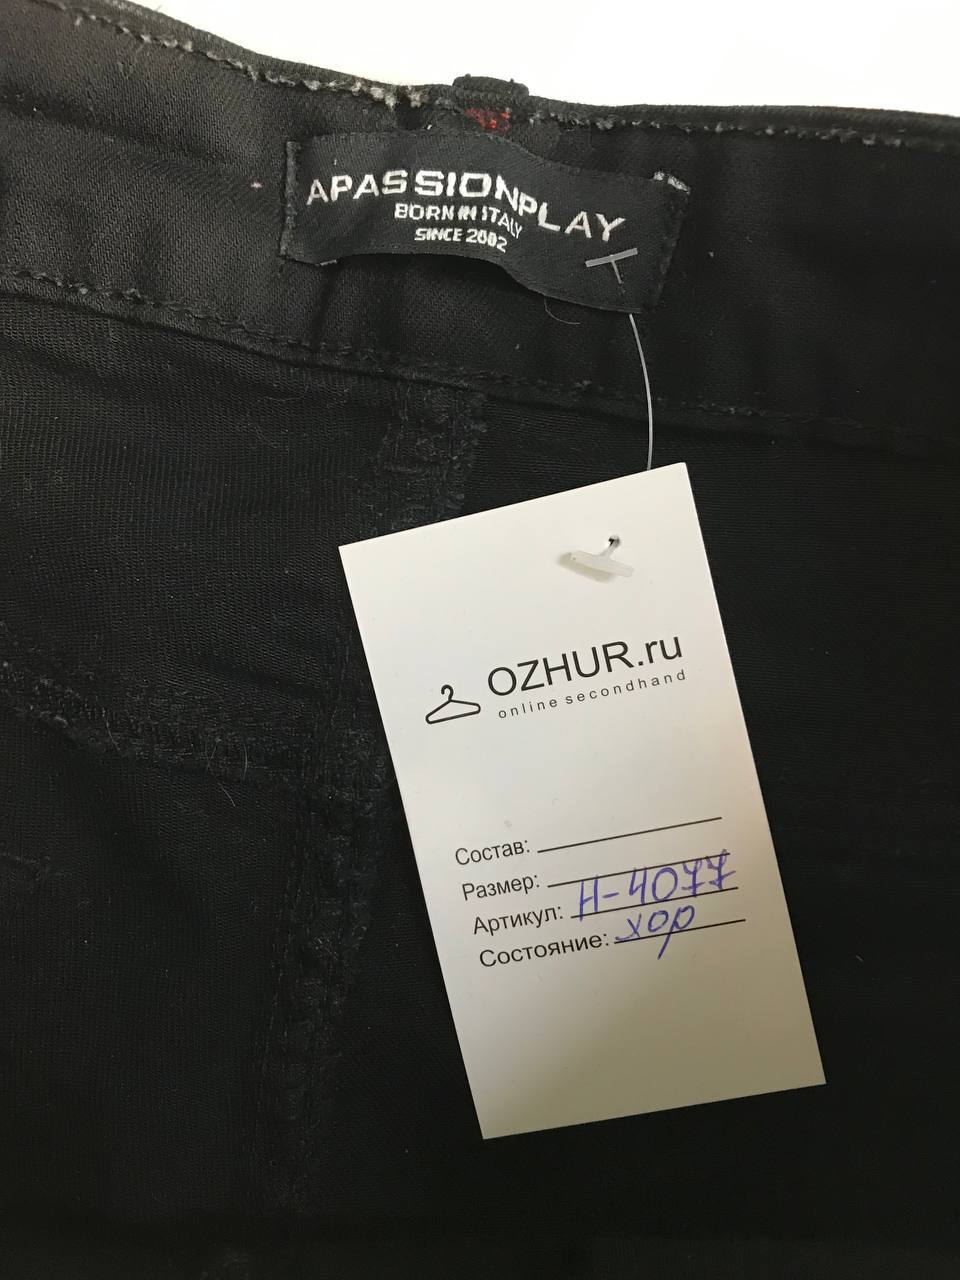 APASSIONPLAY
BORN IN ITALY
SINCE 2002
OZHUR.ru
online secondhand
Состав:
Размер:
Артикул: Н-4077
Состояние: хор